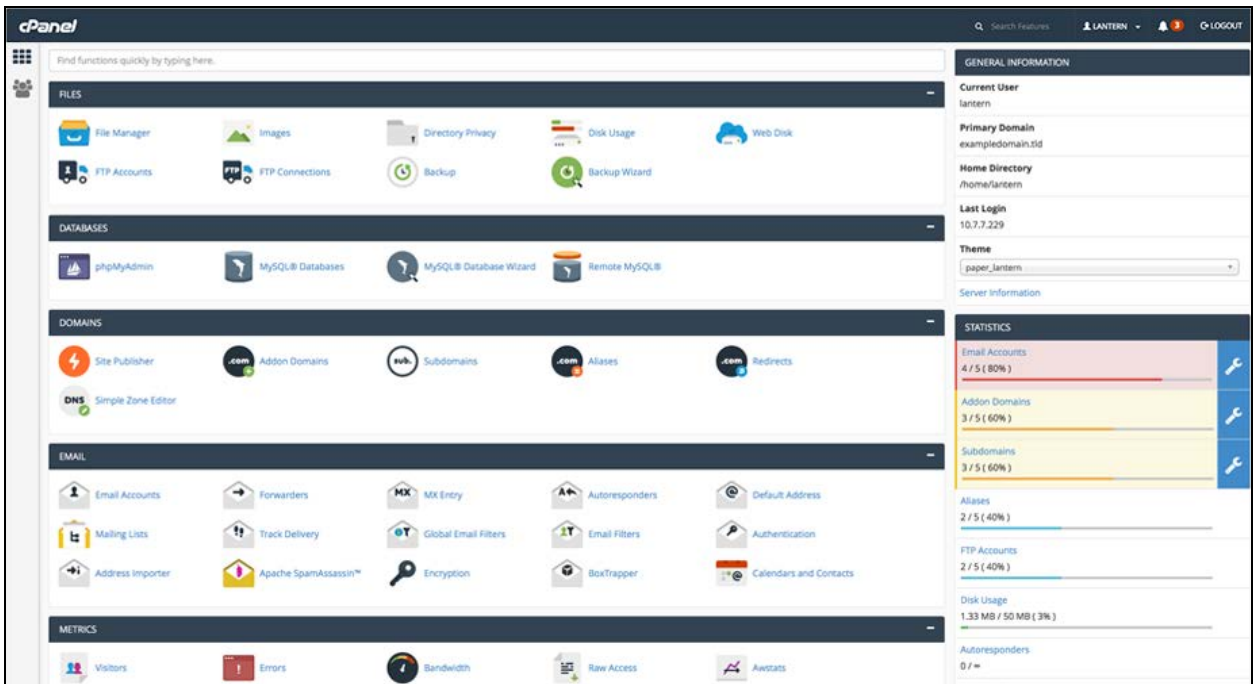 cPanel
Search Features LANTERN 3 LOGOUT
Find functions quickly by typing here.
FILES
File Manager Images Directory Privacy Disk Usage Web Disk
FTP Accounts FTP FTP Connections Backup Backup Wizard
DATABASES
phpMyAdmin MySQL® Databases MySQL® Database Wizard Remote MySQL®
DOMAINS
Site Publisher .com Addon Domains sub. Subdomains .com Aliases .com Redirects
DNS Simple Zone Editor
EMAIL
Email Accounts Forwarders MX MX Entry A Autoresponders @ Default Address
Mailing Lists Track Delivery Global Email Filters Email Filters Authentication
Address Importer Apache SpamAssassin™ Encryption BoxTrapper @ Calendars and Contacts
METRICS
Visitors Errors Bandwidth Raw Access Awstats
GENERAL INFORMATION
Current User
lantern
Primary Domain
exampledomain.tld
Home Directory
/home/lantern
Last Login
10.7.7.229
Theme
paper_lantern
Server Information
STATISTICS
Email Accounts
4 / 5 ( 80% )
Addon Domains
3 / 5 ( 60% )
Subdomains
3 / 5 ( 60% )
Aliases
2 / 5 ( 40% )
FTP Accounts
2 / 5 ( 40% )
Disk Usage
1.33 MB / 50 MB ( 3% )
Autoresponders
0 / ∞